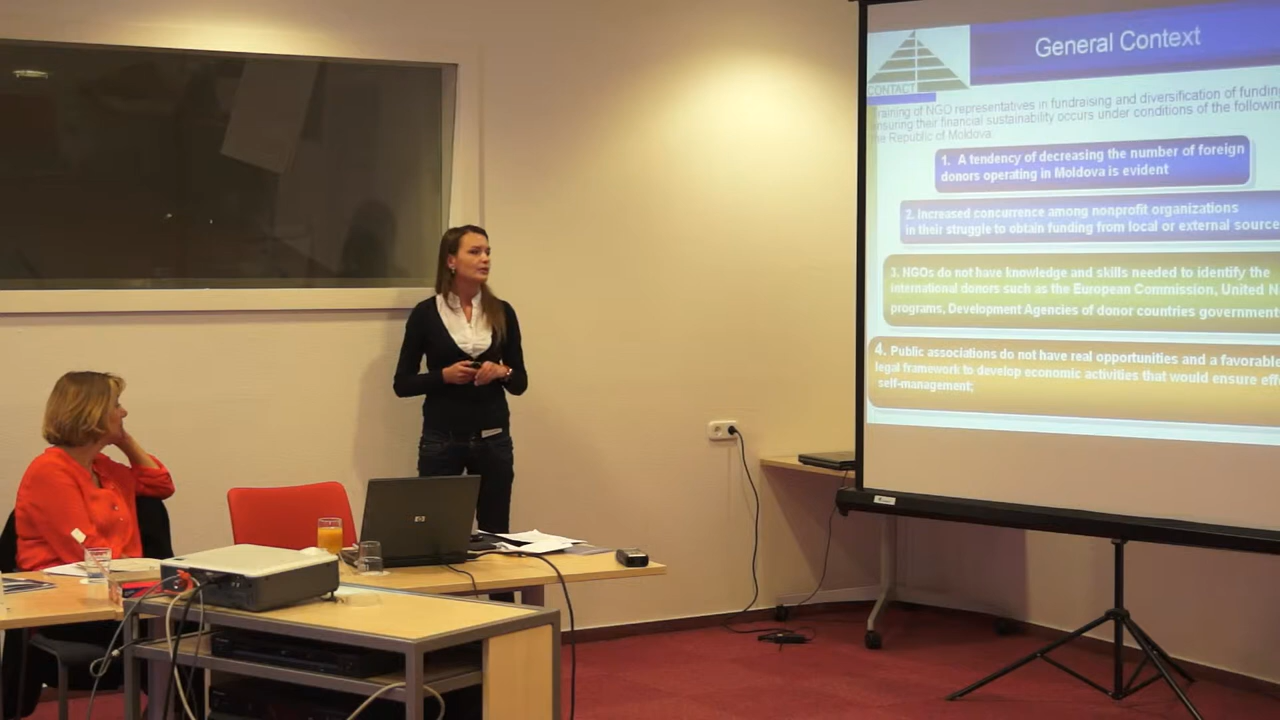 General Context
CONTACT
raining of NGO representatives in fundraising and diversification of funding
ensuring their financial sustainability occurs under conditions of the
the Republic of Moldova
1. A tendency of decreasing the number of foreign
donors operating in Moldova is evident
2. Increased concurrence among nonprofit organizations
in their struggle to obtain funding from local or external source
3. NGOs do not have knowledge and skills needed to identify the
international donors such as the European Commission, United N
programs, Development Agencies of donor countries government
4. Public associations do not have real opportunities and a favorable
legal framework to develop economic activities that would ensure eff
self-management;
hp